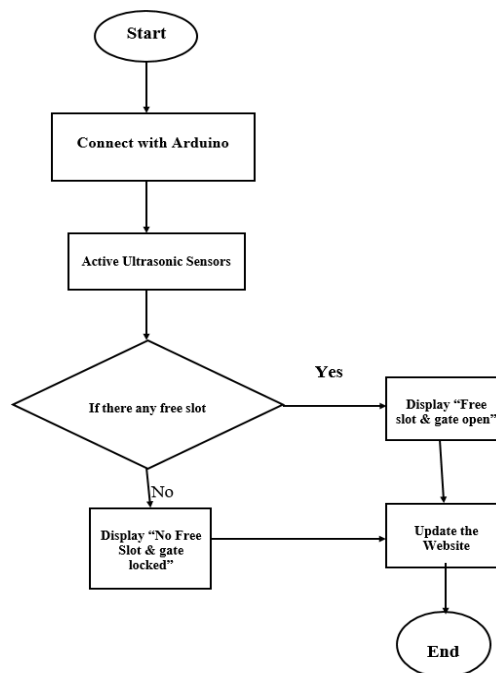 Start
Connect with Arduino
Active Ultrasonic Sensors
If there any free slot
Yes
Display “Free
slot & gate open”
No
Display “No Free
Slot & gate
locked”
Update the
Website
End